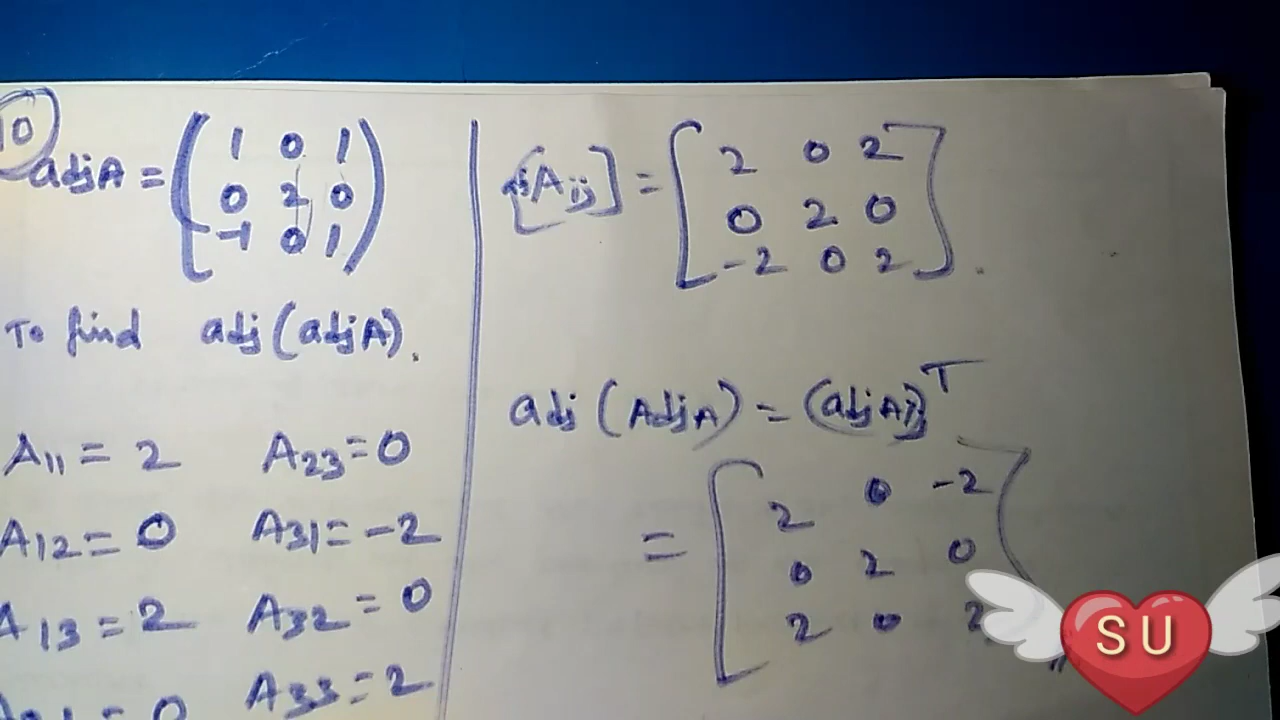 10
adjA = ( 1 0 1
0 2 0
-1 0 1 )
To find adj(adjA).
A11 = 2 A23 = 0
A12 = 0 A31 = -2
A13 = 2 A32 = 0
A33 = 2
[Aij] = [ 2 0 2
0 2 0
-2 0 2 ]
adj (AdjA) = (adjAij)T
= [ 2 0 -2
0 2 0
2 0 2 ]
SU